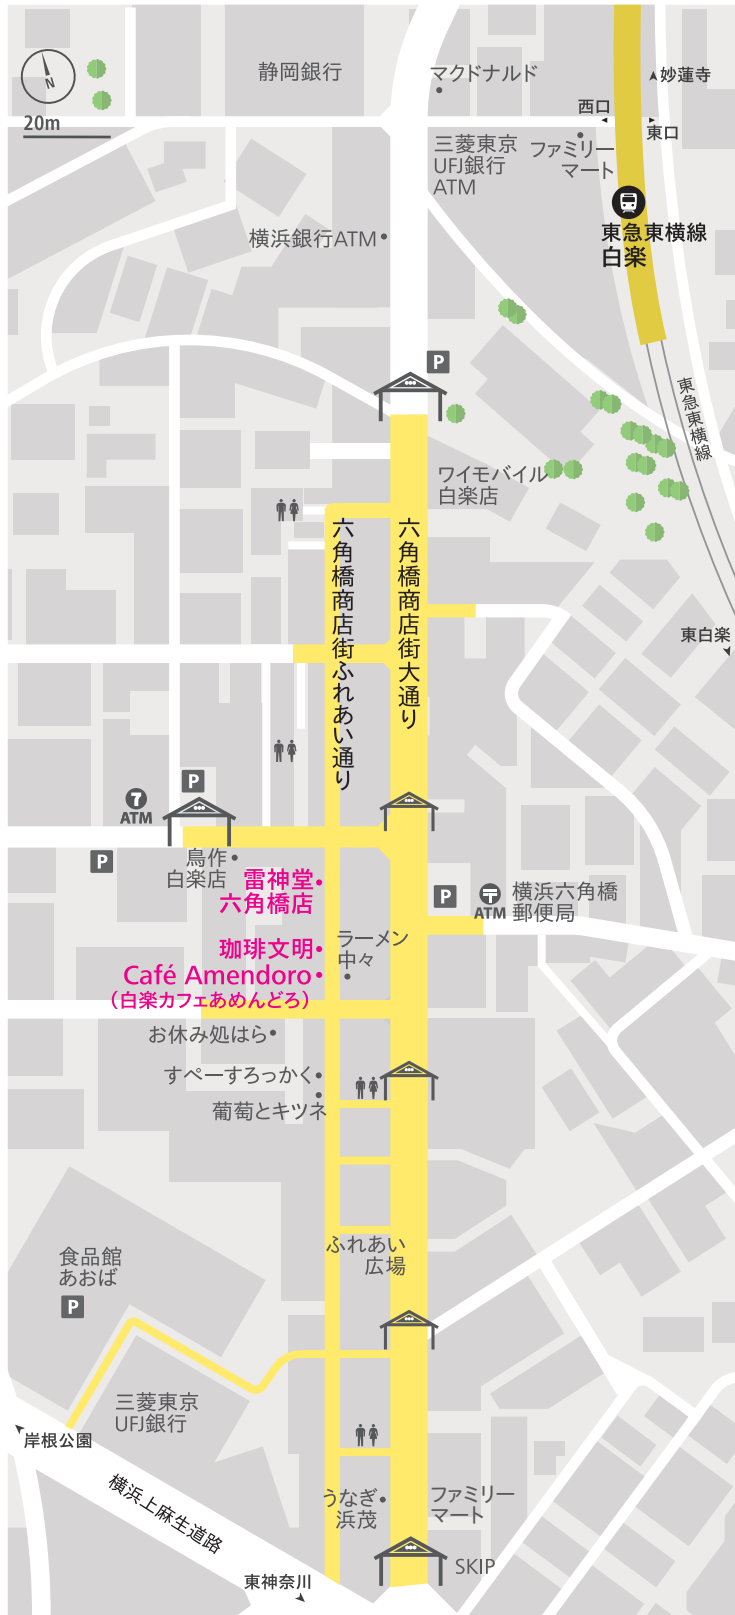 静岡銀行
マクドナルド
妙蓮寺
N
20m
西口
東口
三菱東京
UFJ銀行
ATM
ファミリー
マート
横浜銀行ATM
東急東横線
白楽
P
東急東横線
ワイモバイル
白楽店
六角橋商店街ふれあい通り
六角橋商店街大通り
東白楽
P
7
ATM
P
鳥作
白楽店
雷神堂
六角橋店
P
ATM
横浜六角橋
郵便局
珈琲文明
ラーメン
中々
Café Amendoro
（白楽カフェあめんどろ）
お休み処はら
すぺーすろっかく
葡萄とキツネ
ふれあい
広場
食品館
あおば
P
三菱東京
UFJ銀行
岸根公園
横浜上麻生道路
うなぎ
浜茂
ファミリー
マート
東神奈川
SKIP